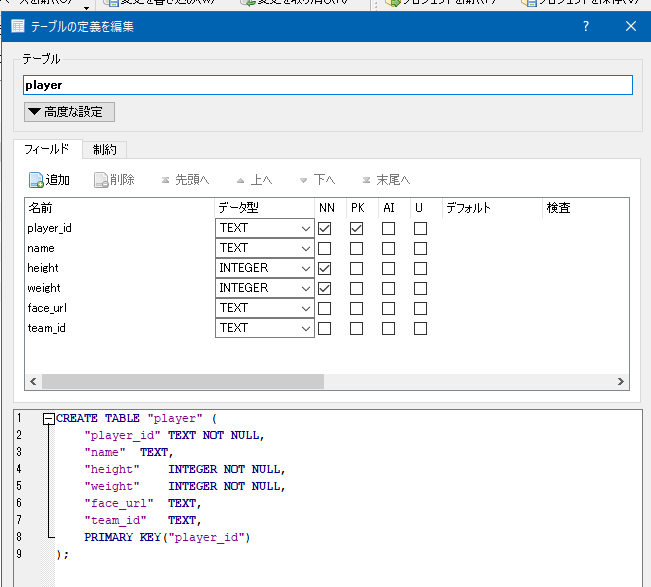 テーブルの定義を編集 ? ×
テーブル
player
▼高度な設定
フィールド 制約
追加 削除 先頭へ 上へ 下へ 末尾へ
名前 データ型 NN PK AI U デフォルト 検査
player_id TEXT
name TEXT
height INTEGER
weight INTEGER
face_url TEXT
team_id TEXT
1 CREATE TABLE "player" (
2 "player_id" TEXT NOT NULL,
3 "name" TEXT,
4 "height" INTEGER NOT NULL,
5 "weight" INTEGER NOT NULL,
6 "face_url" TEXT,
7 "team_id" TEXT,
8 PRIMARY KEY("player_id")
9 );